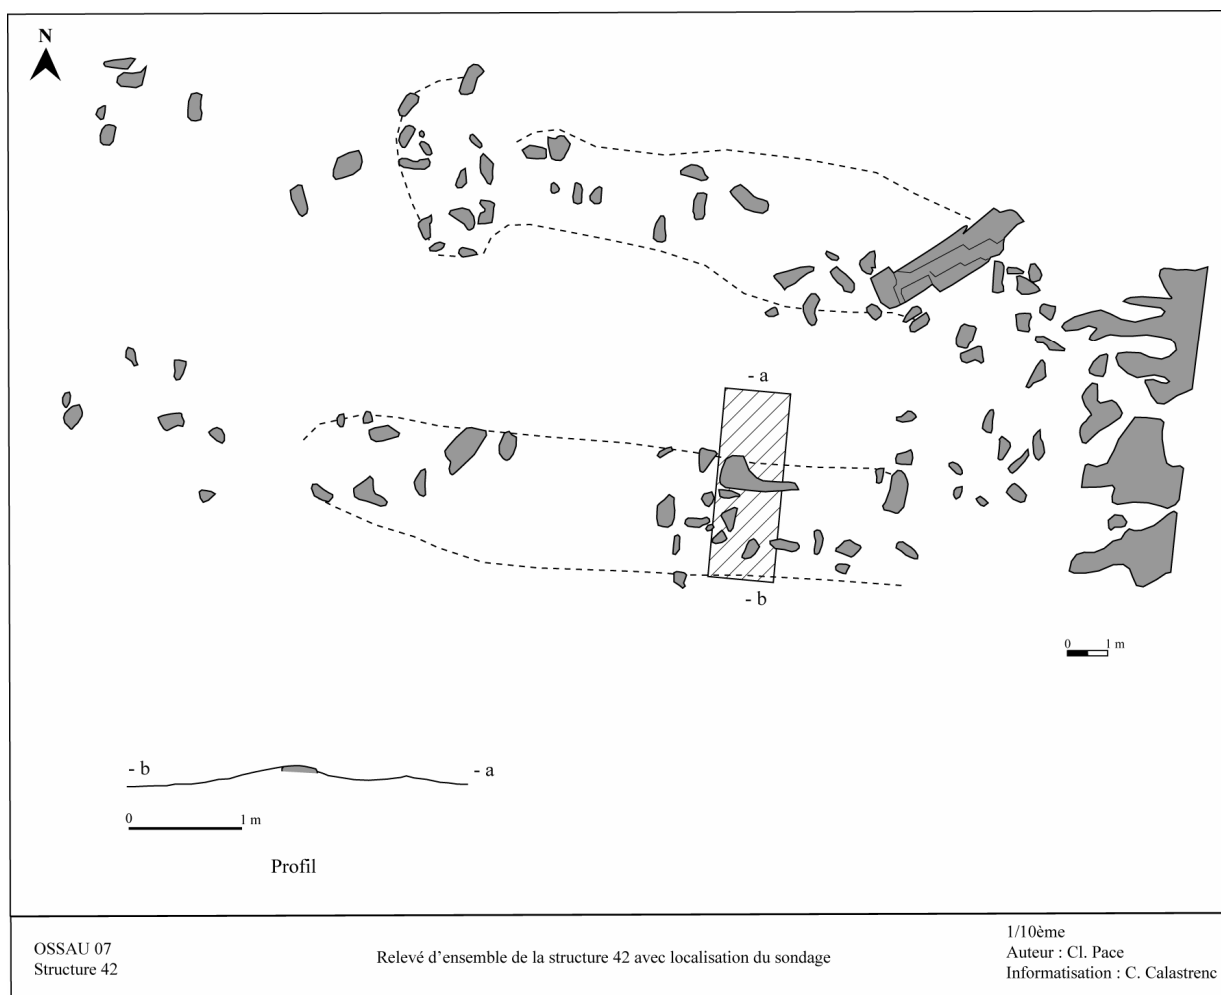 N
- a
- b
0 1 m
- b
- a
0 1 m
Profil
OSSAU 07
Structure 42
Relevé d’ensemble de la structure 42 avec localisation du sondage
1/10ème
Auteur : Cl. Pace
Informatisation : C. Calastrenc